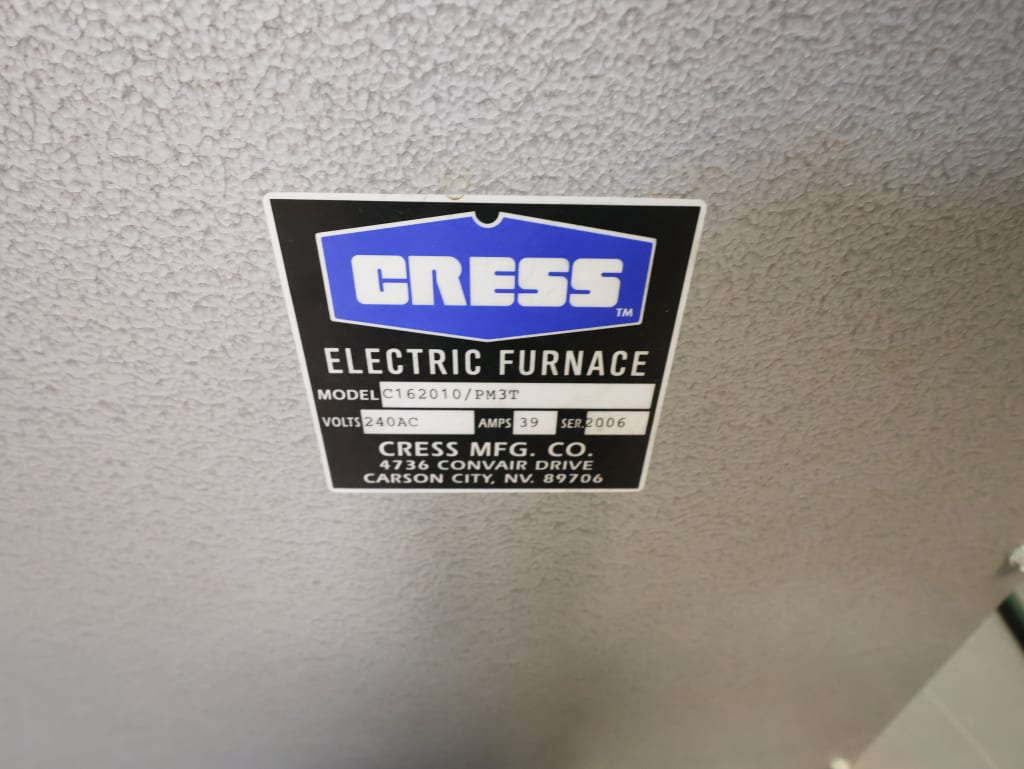 CRESS TM
ELECTRIC FURNACE
MODEL C162010/PM3T
VOLTS 240AC AMPS 39 SER. 2006
CRESS MFG. CO.
4736 CONVAIR DRIVE
CARSON CITY, NV. 89706